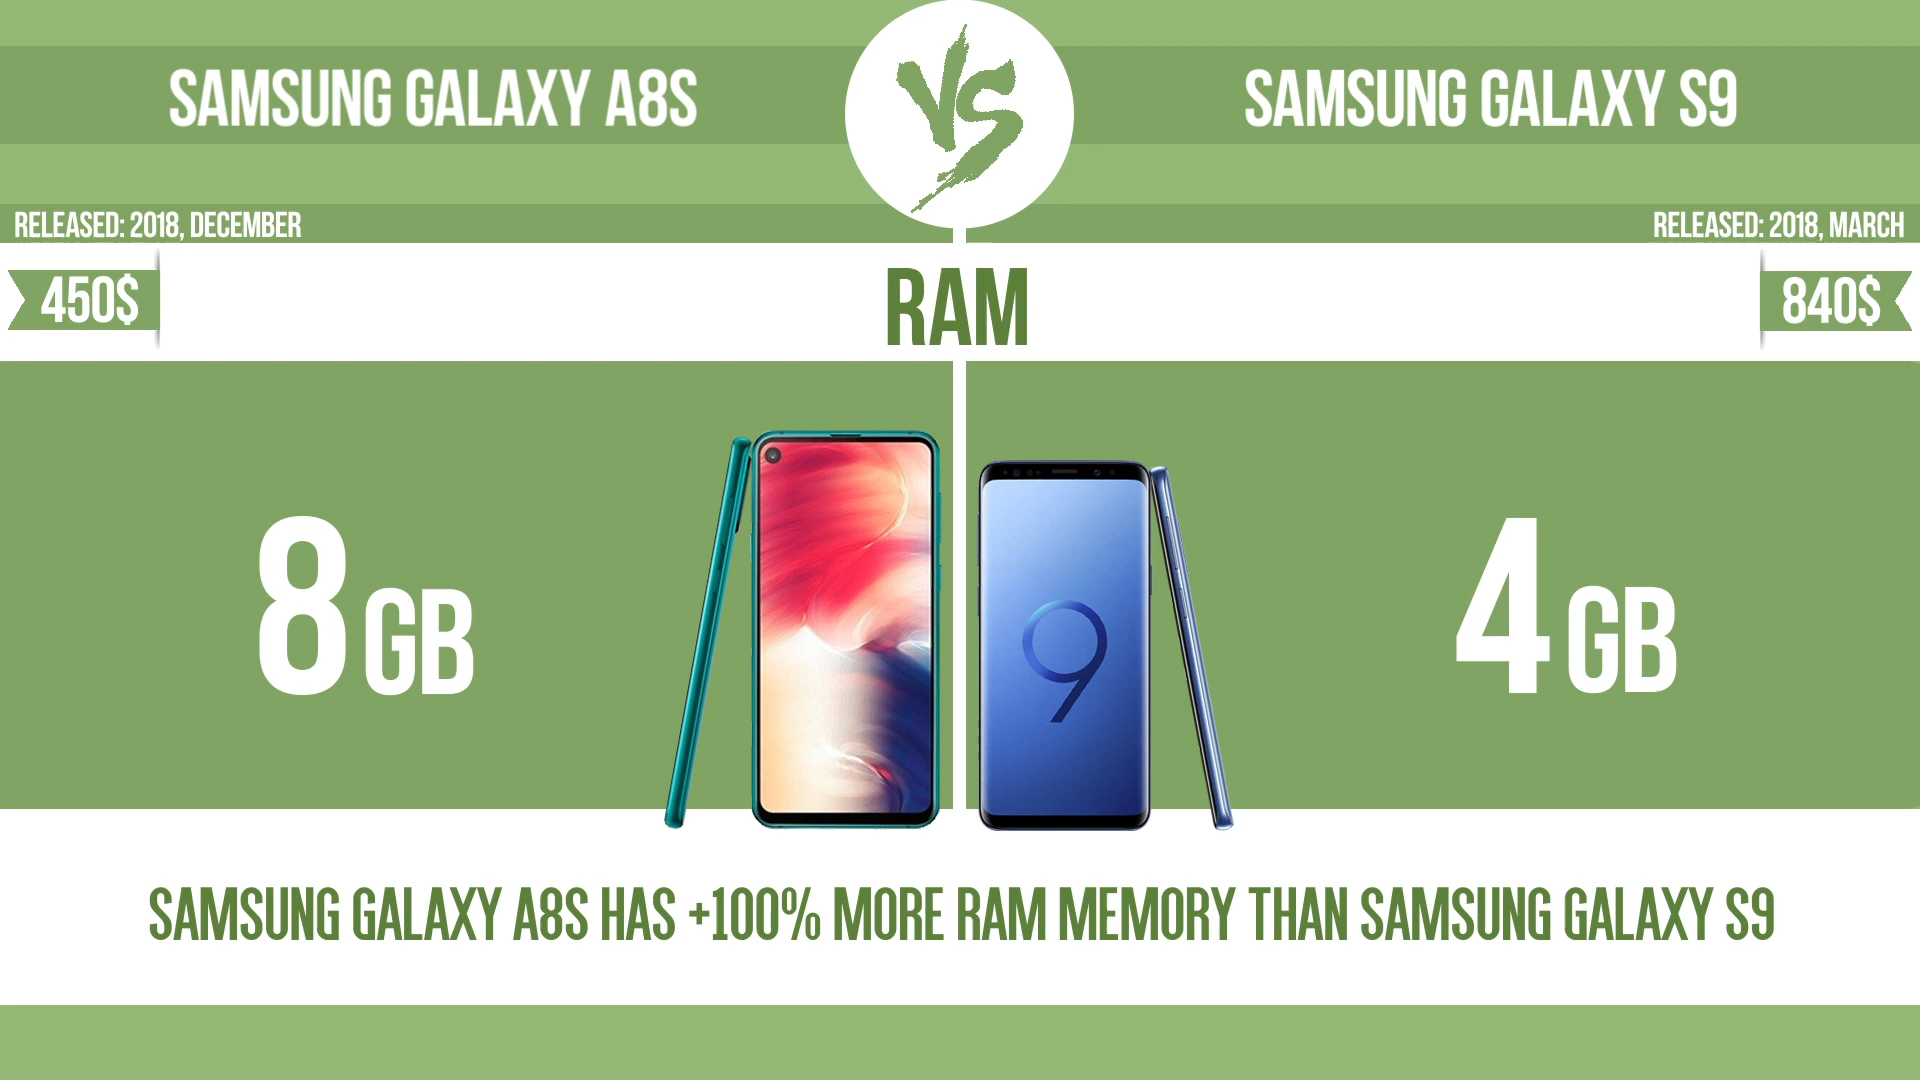 SAMSUNG GALAXY A8S
VS
SAMSUNG GALAXY S9
RELEASED: 2018, DECEMBER
RELEASED: 2018, MARCH
450$
RAM
840$
8 GB
9
4 GB
SAMSUNG GALAXY A8S HAS +100% MORE RAM MEMORY THAN SAMSUNG GALAXY S9